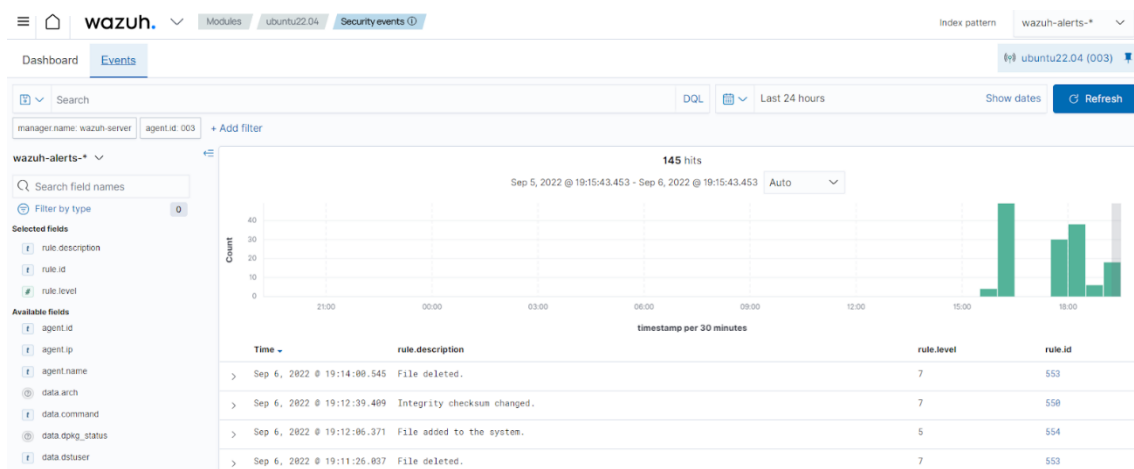 wazuh. Modules ubuntu22.04 Security events Index pattern wazuh-alerts-*
Dashboard Events ubuntu22.04 (003)
Search DQL Last 24 hours Show dates Refresh
manager.name: wazuh-server agent.id: 003 + Add filter
wazuh-alerts-*
145 hits
Sep 5, 2022 @ 19:15:43.453 - Sep 6, 2022 @ 19:15:43.453 Auto
Search field names
Filter by type 0
Selected fields
t rule.description
t rule.id
# rule.level
Available fields
t agent.id
t agent.ip
t agent.name
data.arch
t data.command
data.dpkg_status
t data.dstuser
Count
40
30
20
10
0
21:00 00:00 03:00 06:00 09:00 12:00 15:00 18:00
timestamp per 30 minutes
Time rule.description rule.level rule.id
Sep 6, 2022 @ 19:14:00.545 File deleted. 7 553
Sep 6, 2022 @ 19:12:39.409 Integrity checksum changed. 7 550
Sep 6, 2022 @ 19:12:06.371 File added to the system. 5 554
Sep 6, 2022 @ 19:11:26.037 File deleted. 7 553